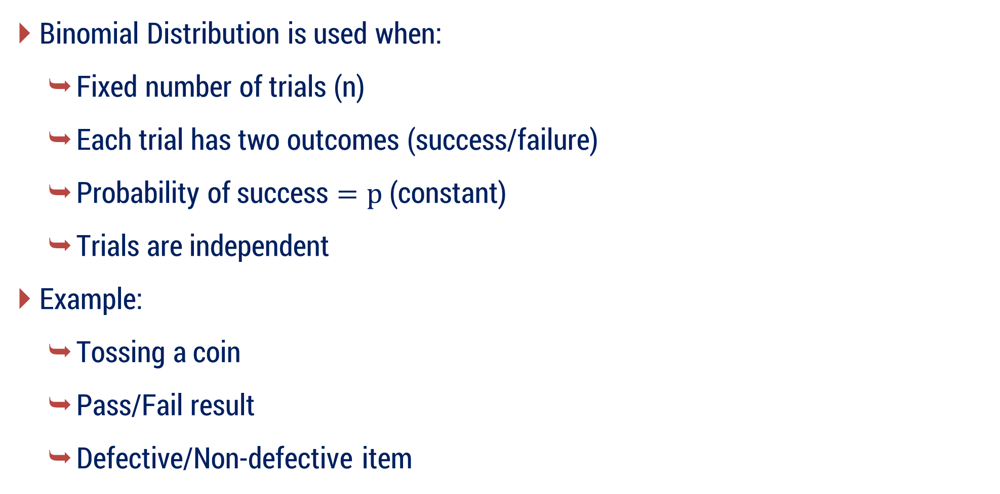 Binomial Distribution is used when:
Fixed number of trials (n)
Each trial has two outcomes (success/failure)
Probability of success = p (constant)
Trials are independent
Example:
Tossing a coin
Pass/Fail result
Defective/Non-defective item